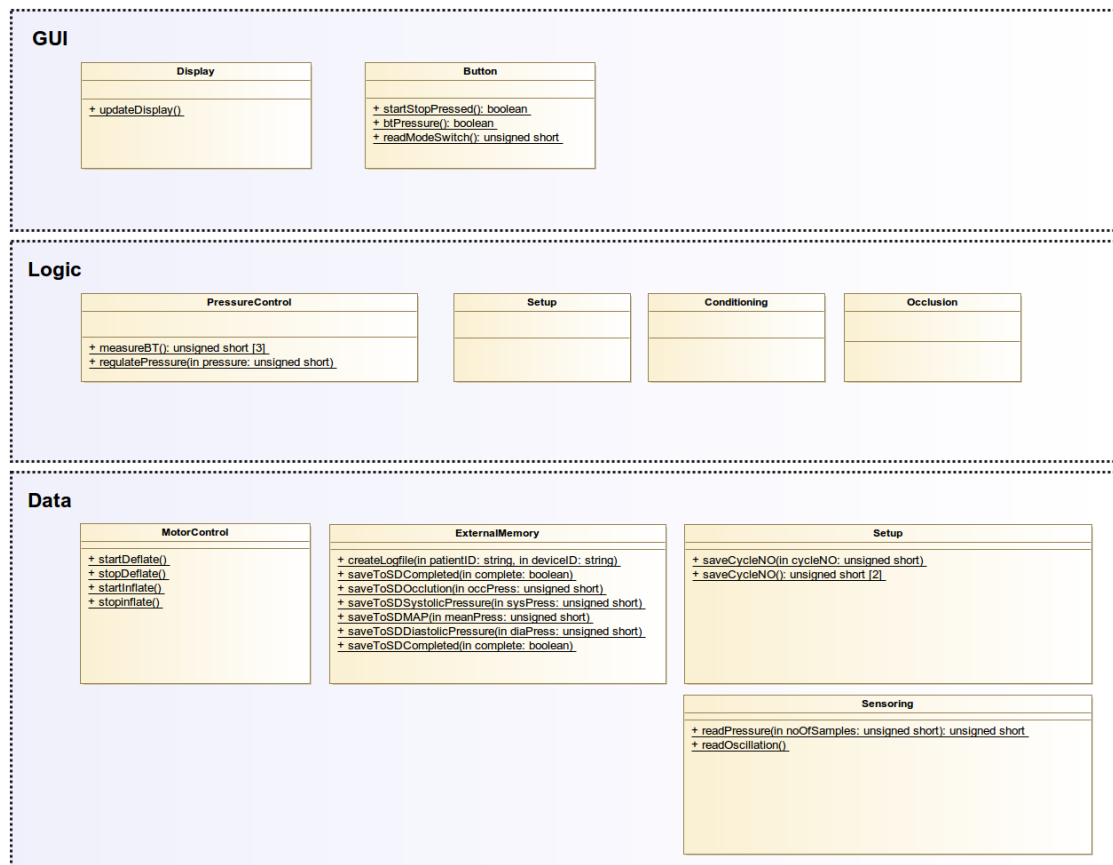 GUI
Display
+ updateDisplay()
Button
+ startStopPressed(): boolean
+ btPressure(): boolean
+ readModeSwitch(): unsigned short
Logic
PressureControl
+ measureBT(): unsigned short [3]
+ regulatePressure(in pressure: unsigned short)
Setup
Conditioning
Occlusion
Data
MotorControl
+ startDeflate()
+ stopDeflate()
+ startInflate()
+ stopinflate()
ExternalMemory
+ createLogfile(in patientID: string, in deviceID: string)
+ saveToSDCompleted(in complete: boolean)
+ saveToSDOcclution(in occPress: unsigned short)
+ saveToSDSystolicPressure(in sysPress: unsigned short)
+ saveToSDMAP(in meanPress: unsigned short)
+ saveToSDDiastolicPressure(in diaPress: unsigned short)
+ saveToSDCompleted(in complete: boolean)
Setup
+ saveCycleNO(in cycleNO: unsigned short)
+ saveCycleNO(): unsigned short [2]
Sensoring
+ readPressure(in noOfSamples: unsigned short): unsigned short
+ readOscillation()